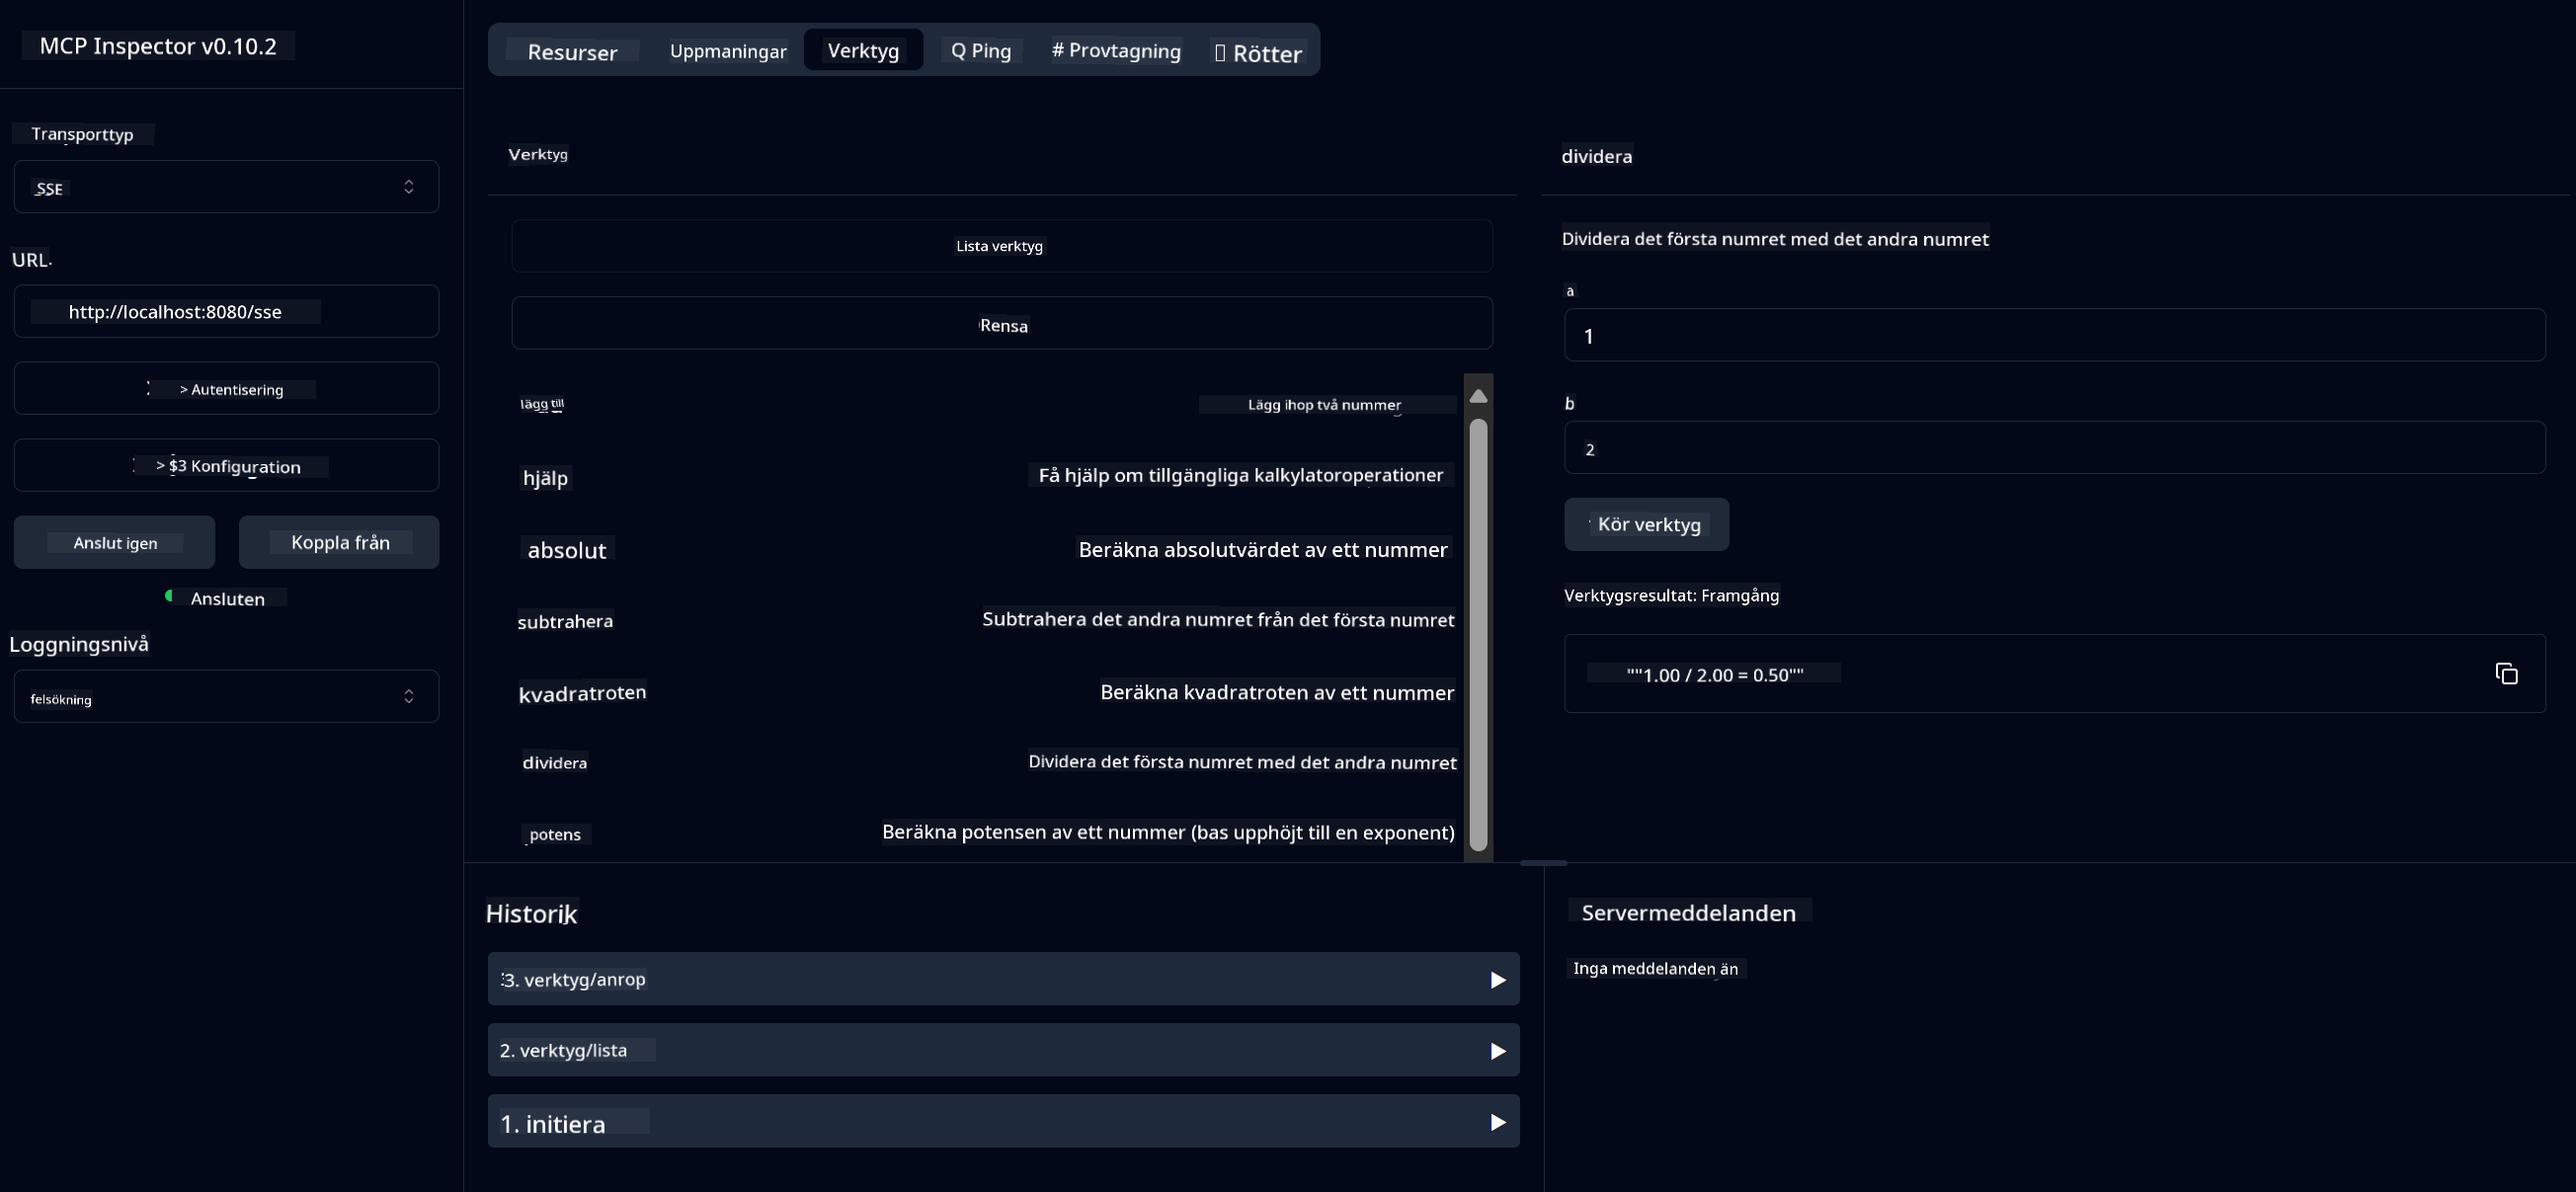 MCP Inspector v0.10.2
Transporttyp
SSE
URL
http://localhost:8080/sse
> Autentisering
> $3 Konfiguration
Anslut igen
Koppla från
Ansluten
Loggningsnivå
felsökning
Resurser
Uppmaningar
Verktyg
Q Ping
# Provtagning
Rötter
Verktyg
Lista verktyg
Rensa
lägg till
Lägg ihop två nummer
hjälp
Få hjälp om tillgängliga kalkylatoroperationer
absolut
Beräkna absolutvärdet av ett nummer
subtrahera
Subtrahera det andra numret från det första numret
kvadratroten
Beräkna kvadratroten av ett nummer
dividera
Dividera det första numret med det andra numret
potens
Beräkna potensen av ett nummer (bas upphöjt till en exponent)
dividera
Dividera det första numret med det andra numret
a
1
b
2
Kör verktyg
Verktygsresultat: Framgång
""1.00 / 2.00 = 0.50""
Historik
3. verktyg/anrop
2. verktyg/lista
1. initiera
Servermeddelanden
Inga meddelanden än